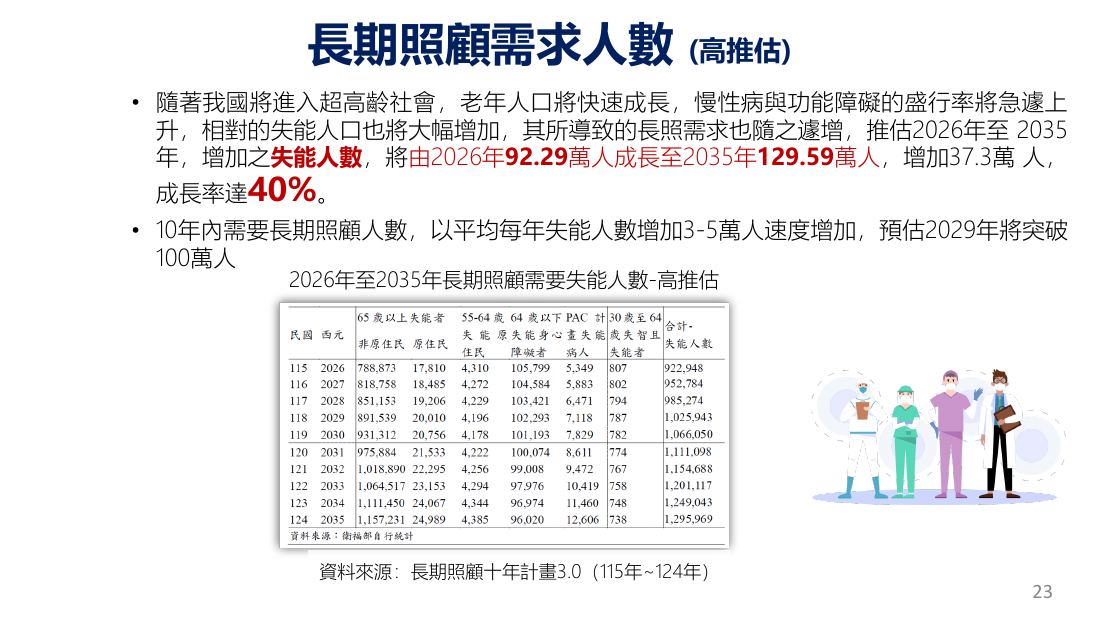 長期照顧需求人數 (高推估)
• 隨著我國將進入超高齡社會，老年人口將快速成長，慢性病與功能障礙的盛行率將急遽上
升，相對的失能人口也將大幅增加，其所導致的長照需求也隨之遽增，推估2026年至 2035
年，增加之失能人數，將由2026年92.29萬人成長至2035年129.59萬人，增加37.3萬 人，
成長率達40%。
• 10年內需要長期照顧人數，以平均每年失能人數增加3-5萬人速度增加，預估2029年將突破
100萬人
2026年至2035年長期照顧需要失能人數-高推估
民國 西元 65 歲以上失能者 非原住民 原住民 55-64 歲失能原住民 64 歲以下失能身心障礙者 PAC 計畫失能病人 30 歲至 64 歲失智且失能者 合計-失能人數
115 2026 788,873 17,810 4,310 105,799 5,349 807 922,948
116 2027 818,758 18,485 4,272 104,584 5,883 802 952,784
117 2028 851,153 19,206 4,229 103,421 6,471 794 985,274
118 2029 891,539 20,010 4,196 102,293 7,118 787 1,025,943
119 2030 931,312 20,756 4,178 101,193 7,829 782 1,066,050
120 2031 975,884 21,533 4,222 100,074 8,611 774 1,111,098
121 2032 1,018,890 22,295 4,256 99,008 9,472 767 1,154,688
122 2033 1,064,517 23,153 4,294 97,976 10,419 758 1,201,117
123 2034 1,111,450 24,067 4,344 96,974 11,460 748 1,249,043
124 2035 1,157,231 24,989 4,385 96,020 12,606 738 1,295,969
資料來源：衛福部自行統計
資料來源：長期照顧十年計畫3.0（115年~124年）
23